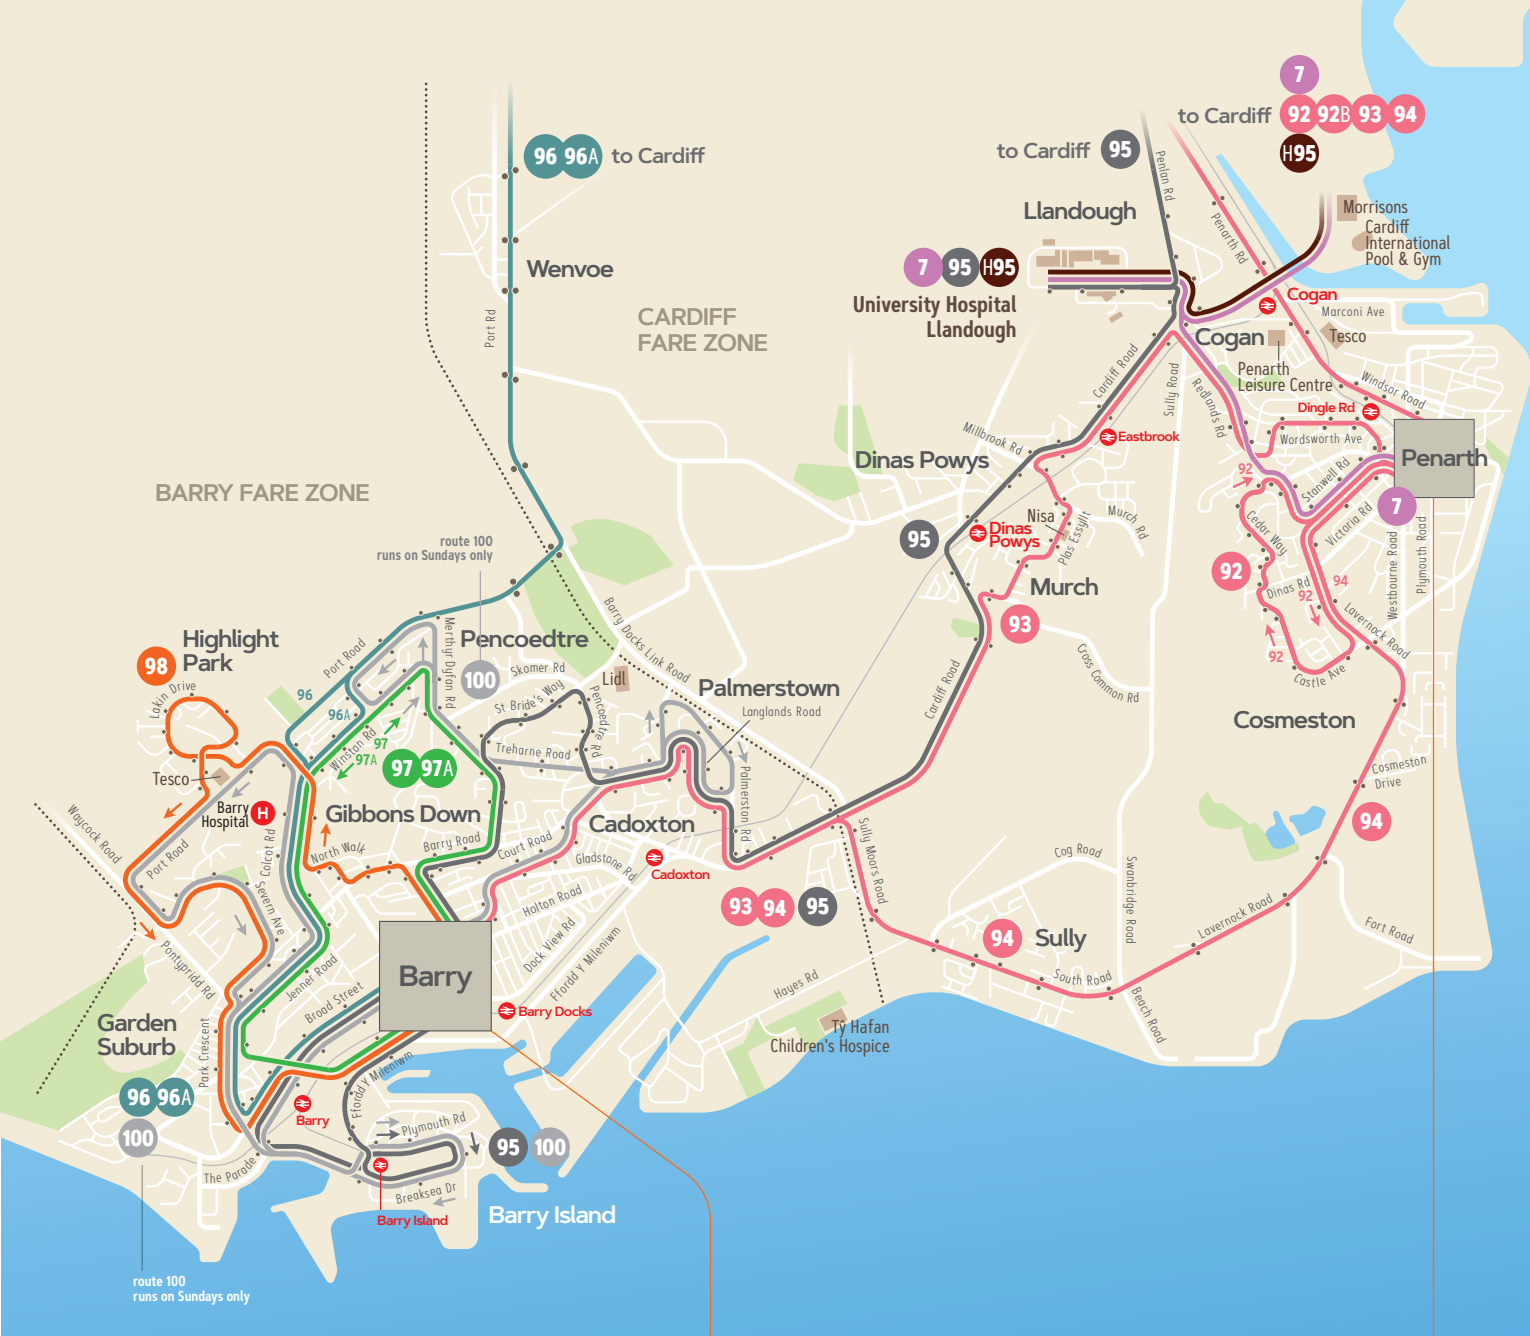 7
to Cardiff 92 92B 93 94
H95
96 96A to Cardiff
to Cardiff 95
Penlan Rd
Llandough
Penarth Rd
Morrisons
Cardiff
International
Pool & Gym
7 95 H95
University Hospital
Llandough
Wenvoe
Port Rd
CARDIFF
FARE ZONE
Cogan
Marconi Ave
Cogan
Tesco
Penarth
Leisure Centre
Windsor Road
Dingle Rd
Cardiff Road
Sully Road
Redlands Rd
Wordsworth Ave
Eastbrook
Millbrook Rd
Dinas Powys
Penarth
92
Stanwell Rd
7
BARRY FARE ZONE
Nisa
Murch Rd
Plas Essyllt
Dinas
Powys
95
Cedar Way
Victoria Rd
Westbourne Road
Plymouth Road
route 100
runs on Sundays only
92
Dinas Rd
92
94
Murch
93
Lavernock Road
92
Castle Ave
Barry Docks Link Road
Merthyr Dyfan Rd
Pencoedtre
Highlight
Park
98
Port Road
100
Skomer Rd
Lidl
Cross Common Rd
Lakin Drive
96
96A
St Bride's Way
Pencoedtre Rd
Palmerstown
Langlands Road
Cardiff Road
Cosmeston
Winston Rd
97
97A
Treharne Road
97 97A
Tesco
Cosmeston
Drive
Palmerston Rd
Barry
Hospital
H
Gibbons Down
Cadoxton
94
Waycock Road
Port Road
Colcot Rd
North Walk
Barry Road
Court Road
Gladstone Rd
Cadoxton
Sully Moors Road
Cog Road
Swanbridge Road
Severn Ave
Holton Road
93 94 95
Lavernock Road
Fort Road
Pontypridd Rd
Dock View Rd
Ffordd Y Mileniwm
94
Sully
Jenner Road
Barry
South Road
Broad Street
Hayes Rd
Beach Road
Barry Docks
Garden
Suburb
Park Crescent
Tŷ Hafan
Children's Hospice
Ffordd Y Mileniwm
96 96A
Barry
Plymouth Rd
100
95 100
The Parade
Breaksea Dr
Barry Island
Barry Island
route 100
runs on Sundays only